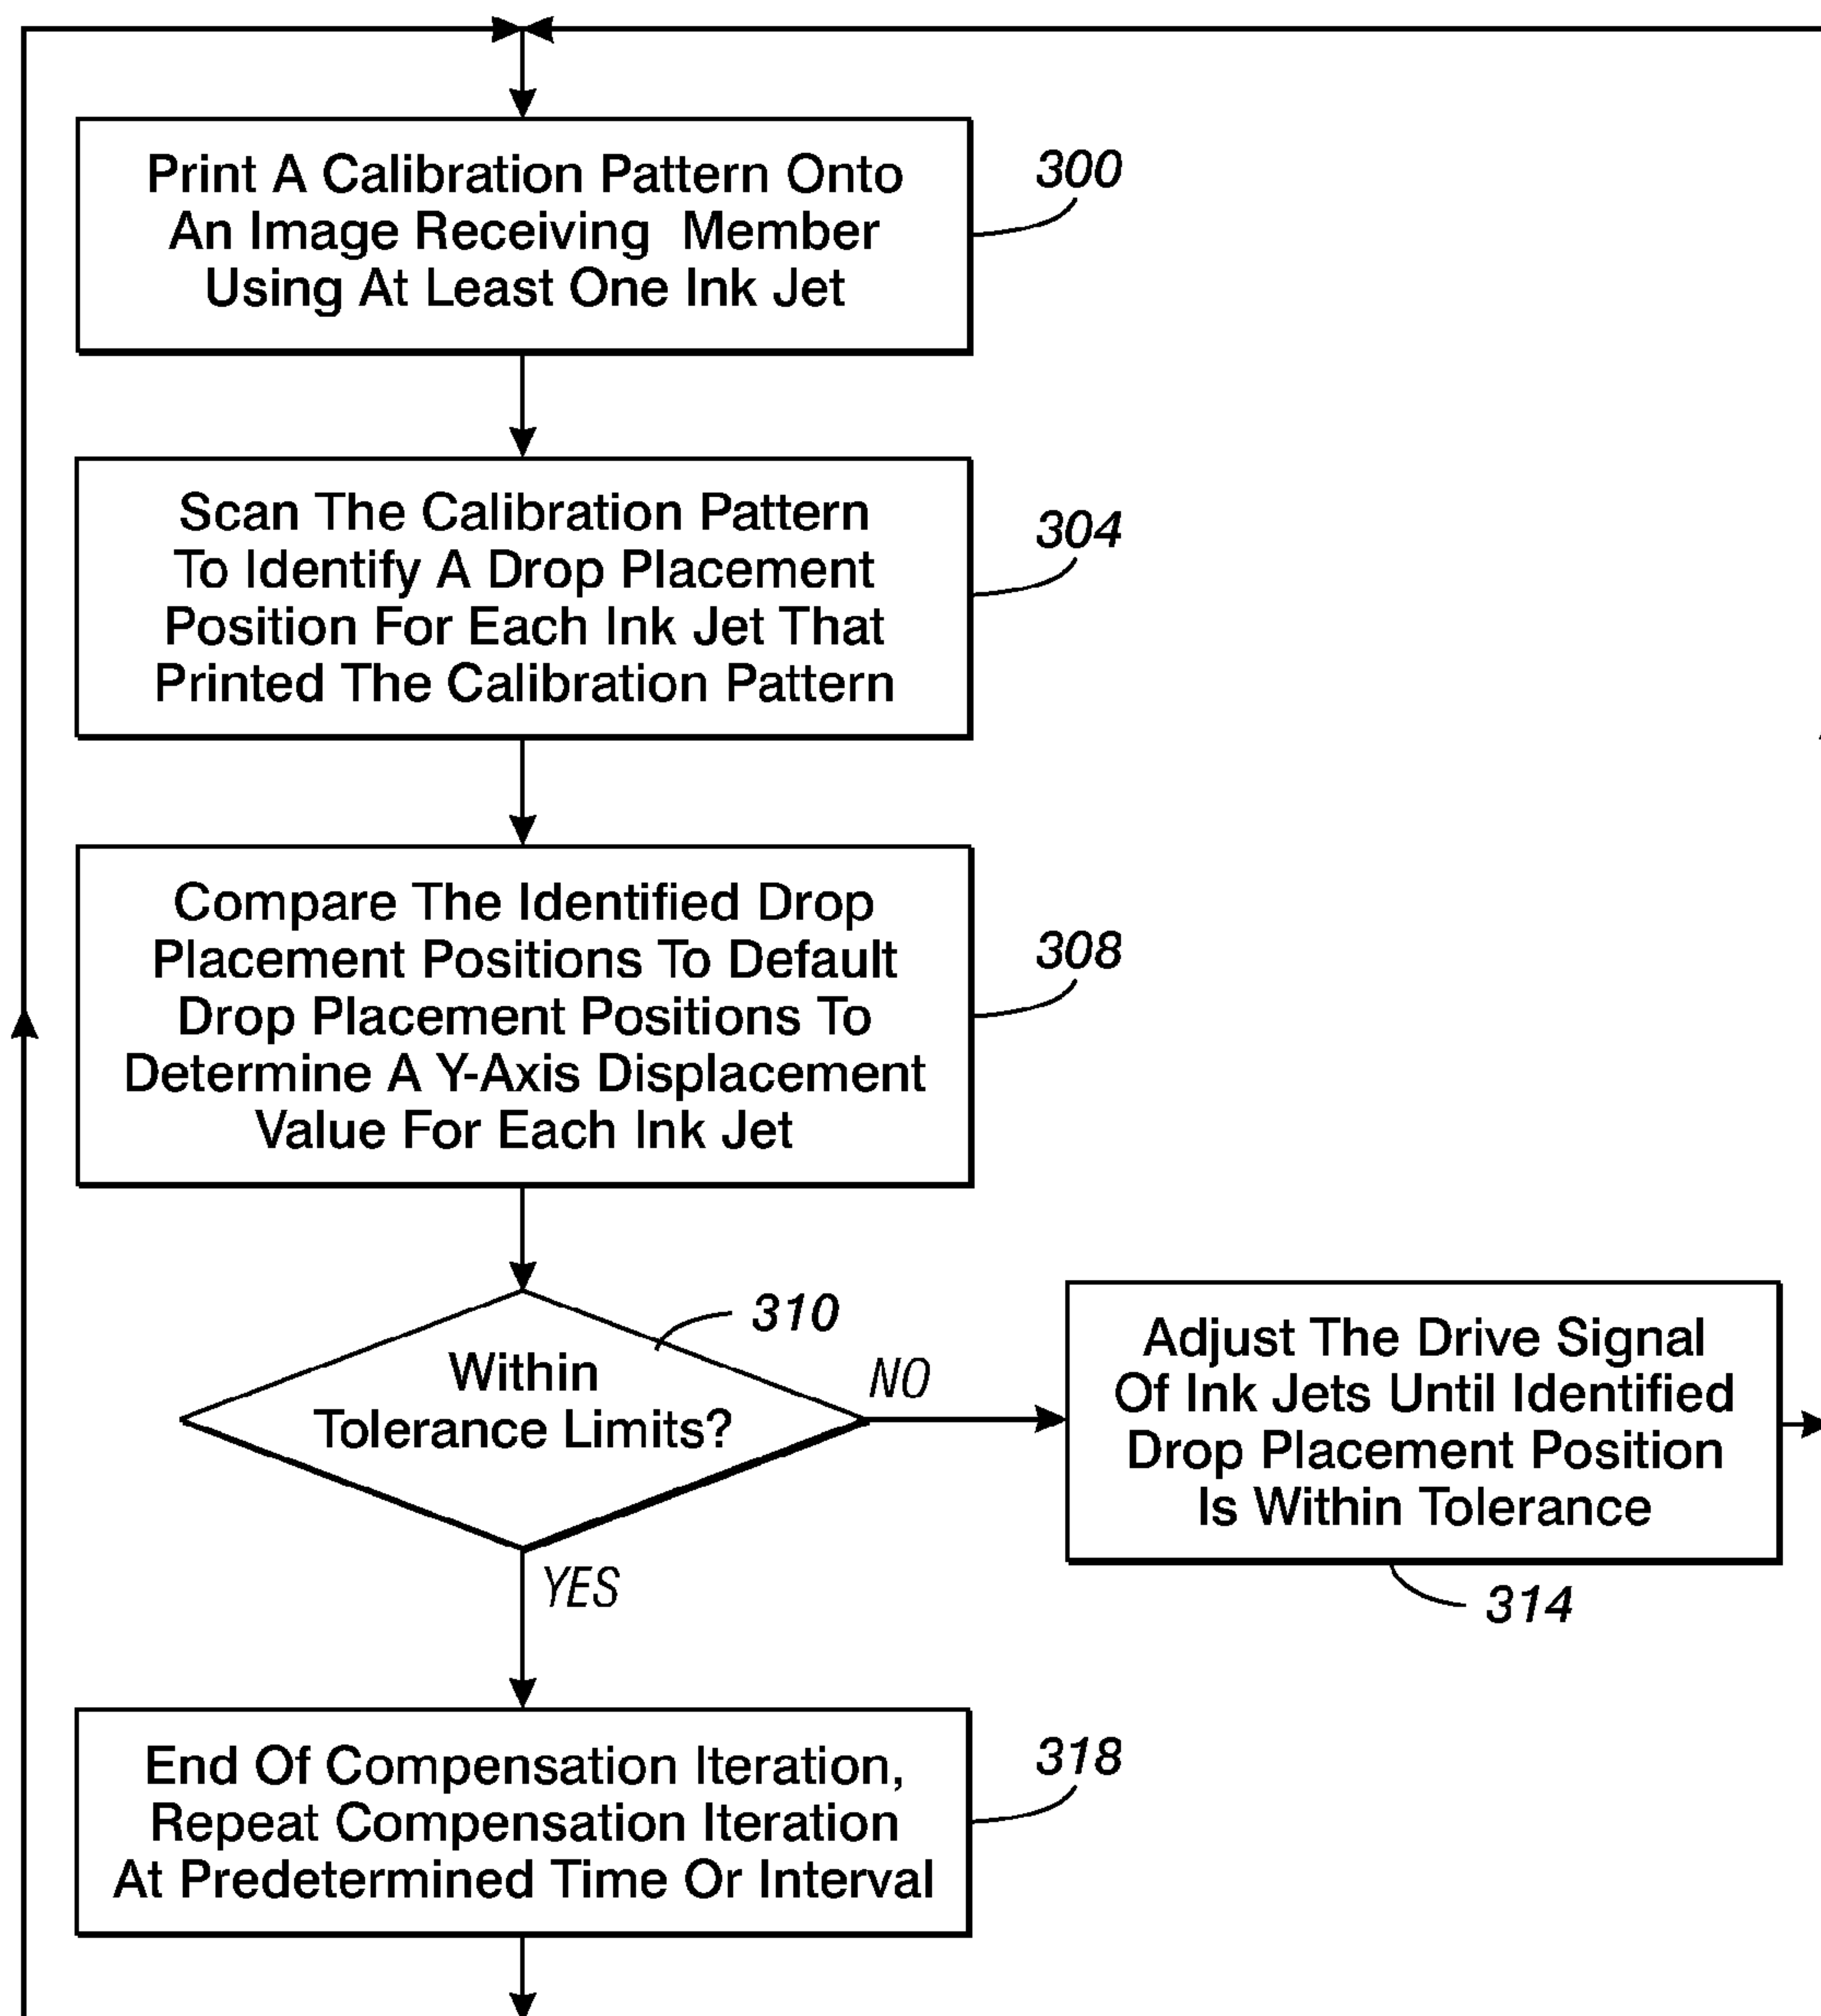 Print A Calibration Pattern Onto
An Image Receiving Member
Using At Least One Ink Jet
300
Scan The Calibration Pattern
To Identify A Drop Placement
Position For Each Ink Jet That
Printed The Calibration Pattern
304
Compare The Identified Drop
Placement Positions To Default
Drop Placement Positions To
Determine A Y-Axis Displacement
Value For Each Ink Jet
308
310
Within
Tolerance Limits?
NO
Adjust The Drive Signal
Of Ink Jets Until Identified
Drop Placement Position
Is Within Tolerance
314
YES
End Of Compensation Iteration,
Repeat Compensation Iteration
At Predetermined Time Or Interval
318